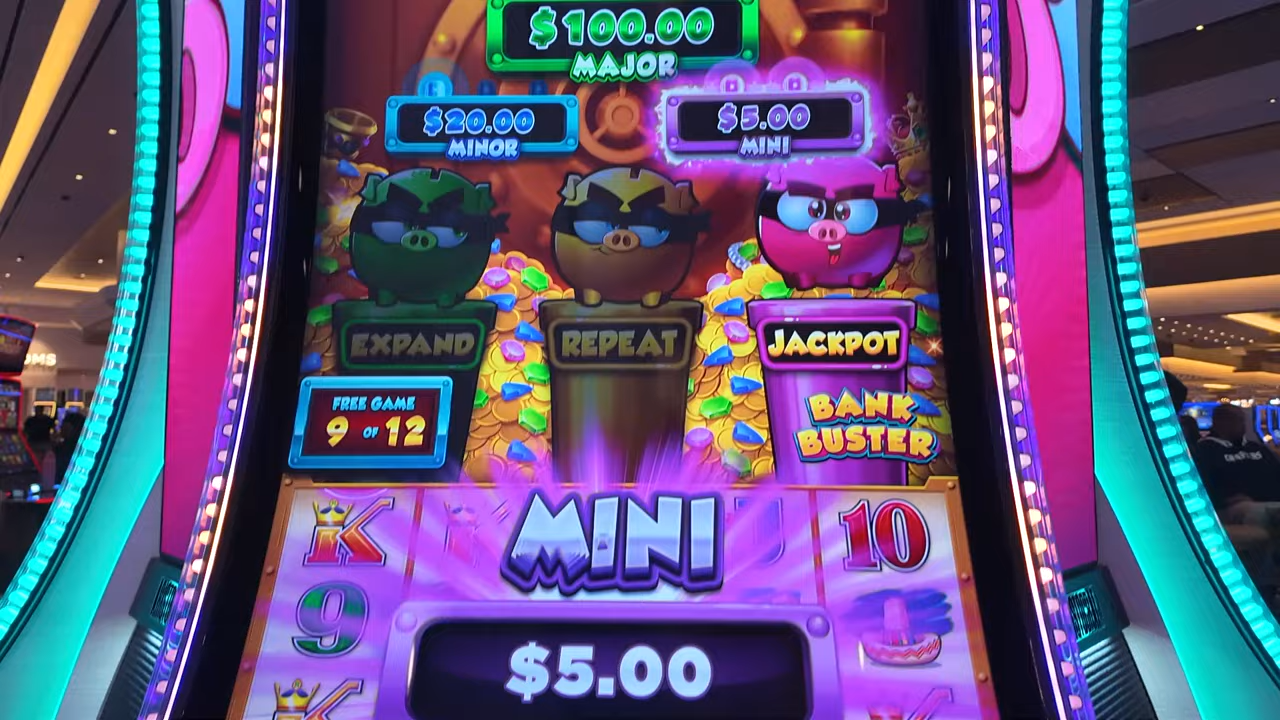 $100.00
MAJOR
$20.00
MINOR
$5.00
MINI
EXPAND
REPEAT
JACKPOT
FREE GAME
9 OF 12
BANK
BUSTER
MINI
K
10
9
$5.00
K